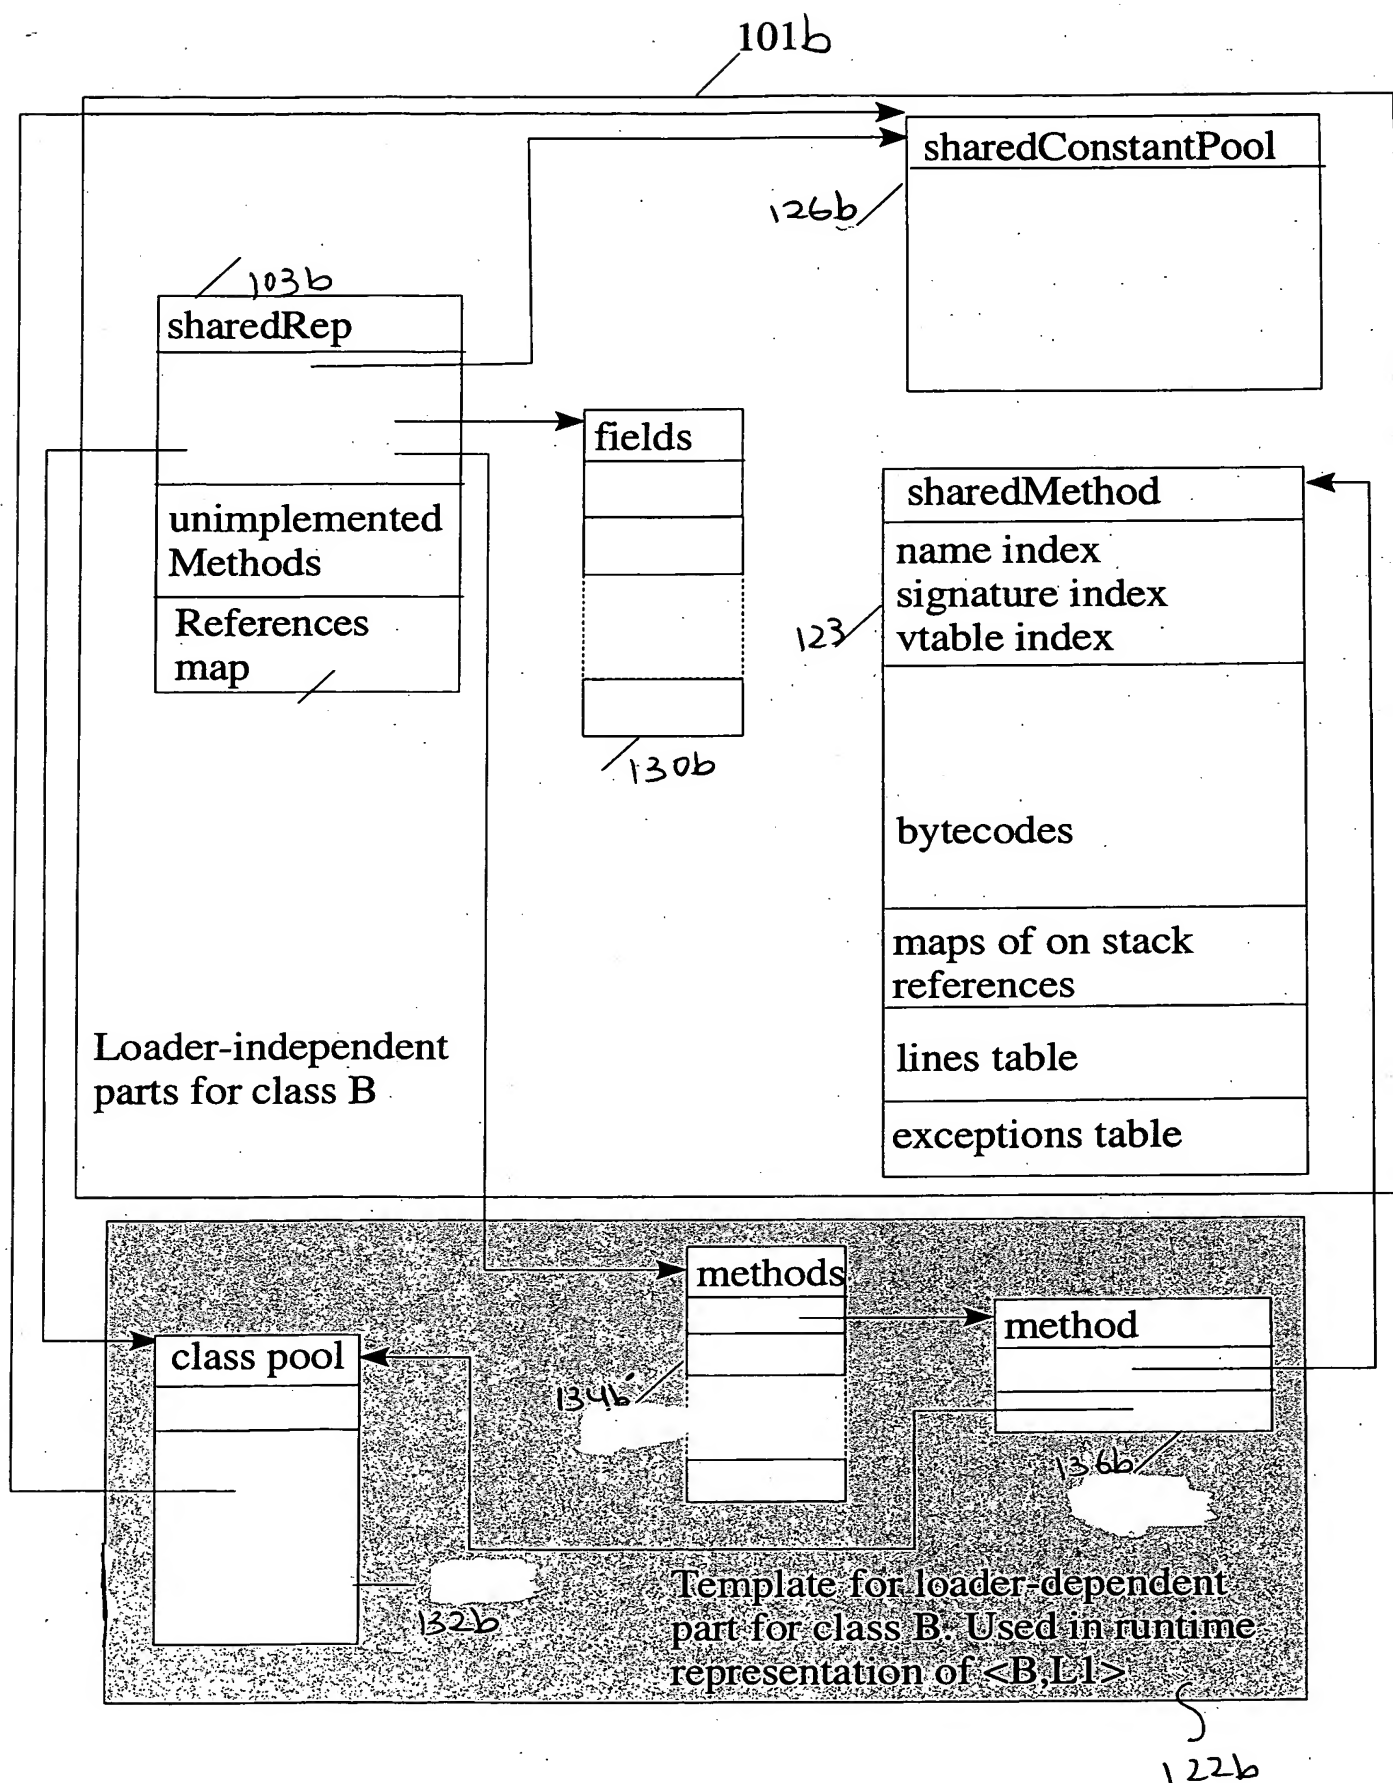 101b
sharedConstantPool
126b
103b
sharedRep
fields
unimplemented
Methods
References
map
130b
sharedMethod
name index
signature index
vtable index
123
bytecodes
maps of on stack
references
lines table
exceptions table
Loader-independent
parts for class B
methods
method
class pool
134b
136b
132b
Template for loader-dependent
part for class B. Used in runtime
representation of <B,L1>
122b